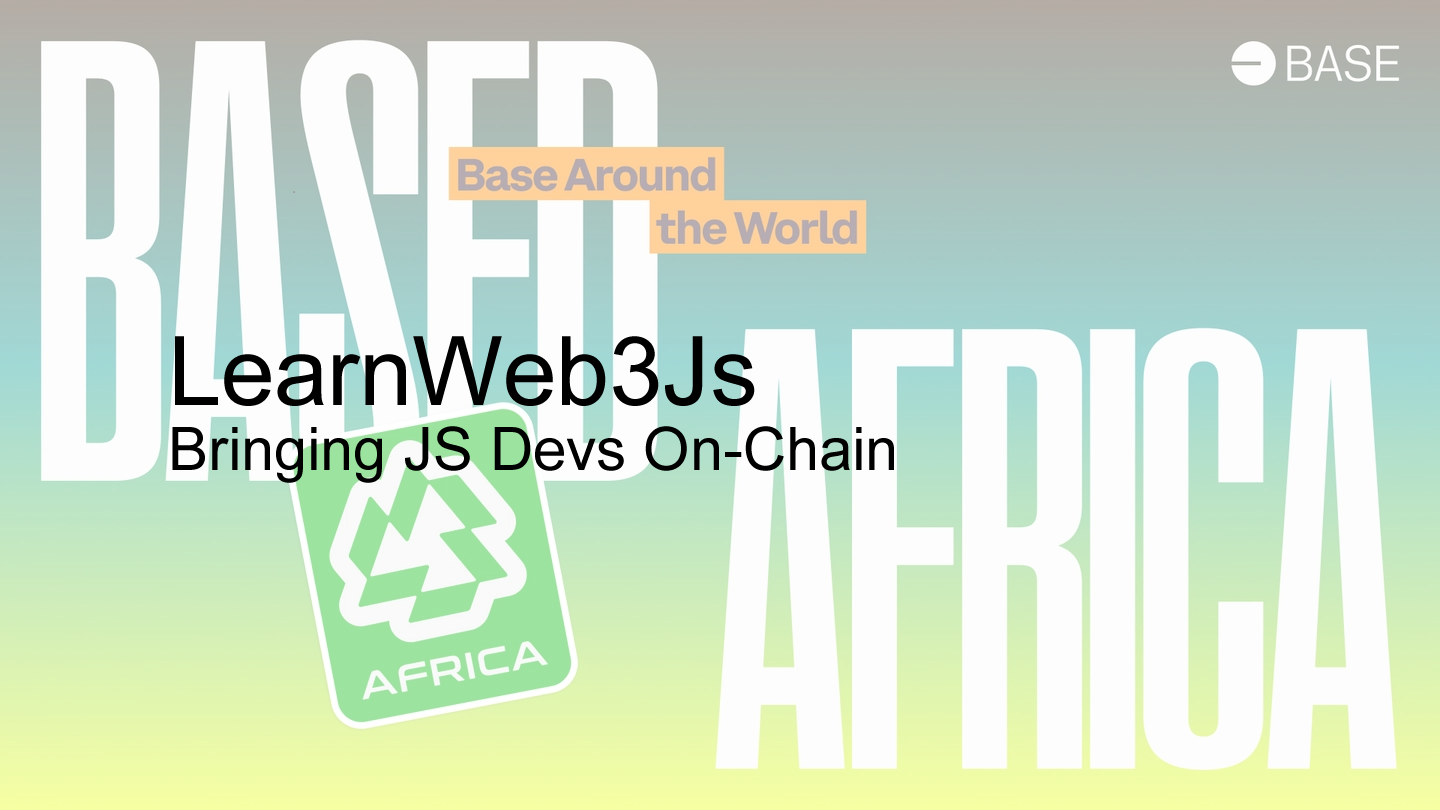 BASED
BASE
Base Around
the World
LearnWeb3Js
Bringing JS Devs On-Chain
AFRICA
AFRICA